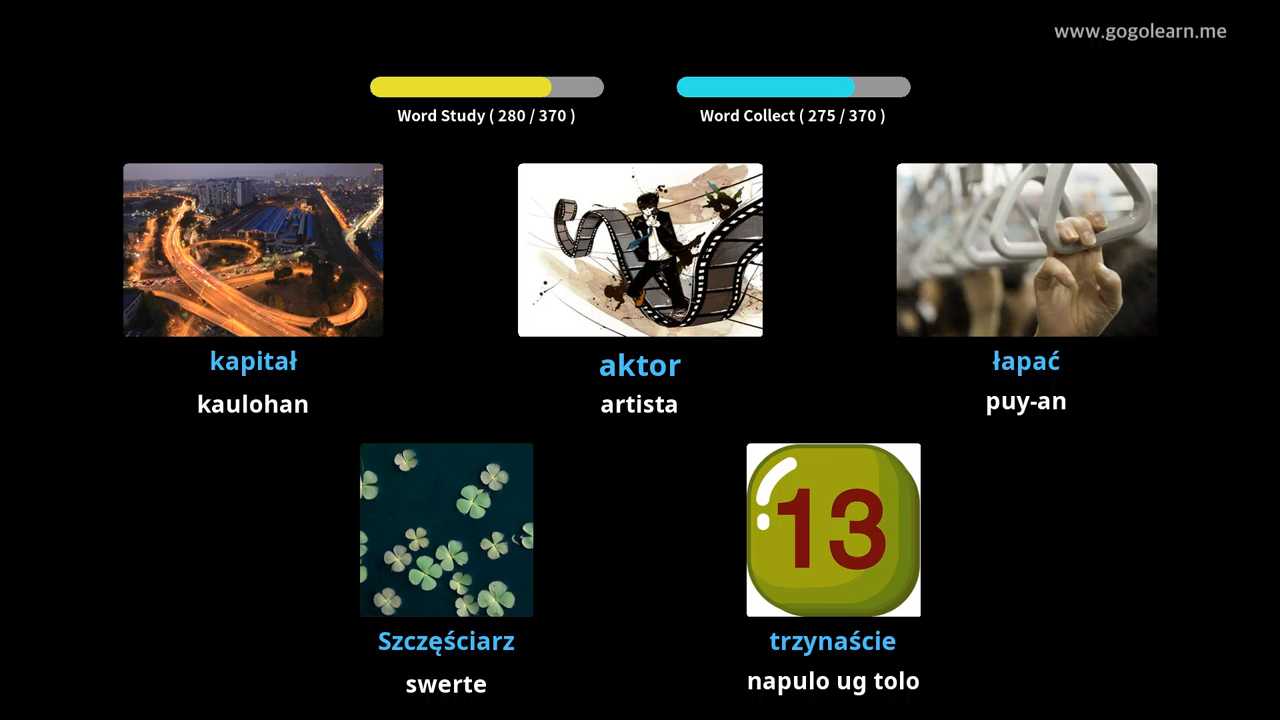 www.gogolearn.me
Word Study ( 280 / 370 )
Word Collect ( 275 / 370 )
kapitał
aktor
łapać
kaulohan
artista
puy-an
13
Szczęściarz
trzynaście
swerte
napulo ug tolo